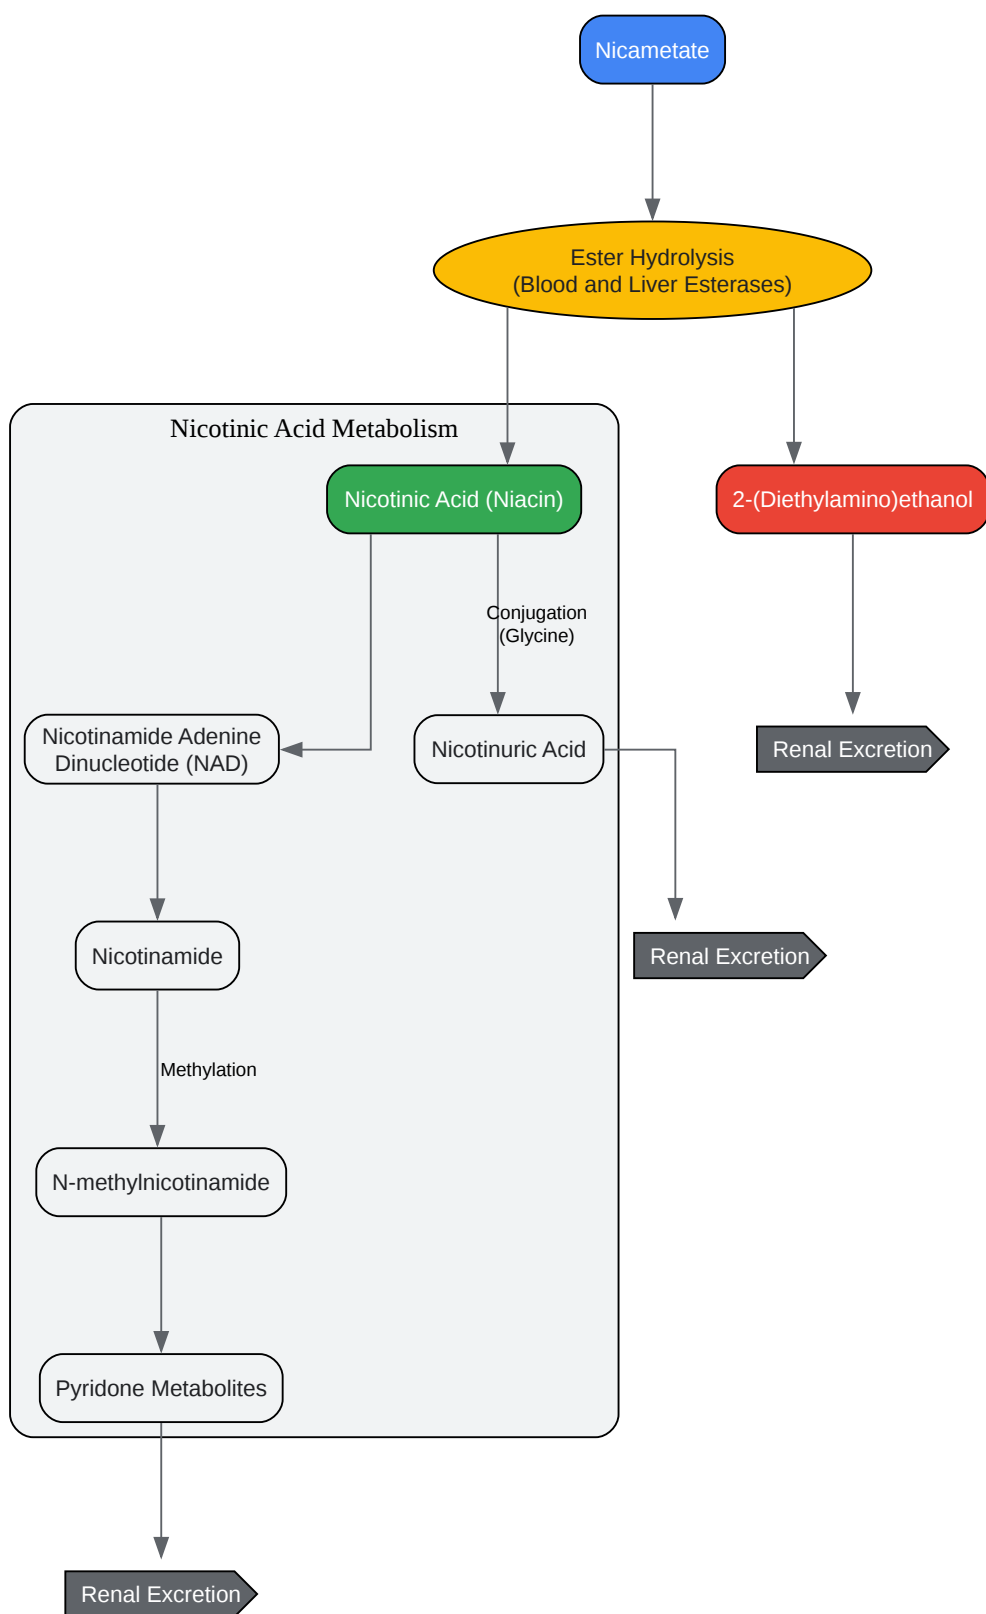 Nicametate
Ester Hydrolysis
(Blood and Liver Esterases)
Nicotinic Acid Metabolism
Nicotinic Acid (Niacin)
2-(Diethylamino)ethanol
Conjugation
(Glycine)
Nicotinamide Adenine
Dinucleotide (NAD)
Nicotinuric Acid
Renal Excretion
Nicotinamide
Renal Excretion
Methylation
N-methylnicotinamide
Pyridone Metabolites
Renal Excretion